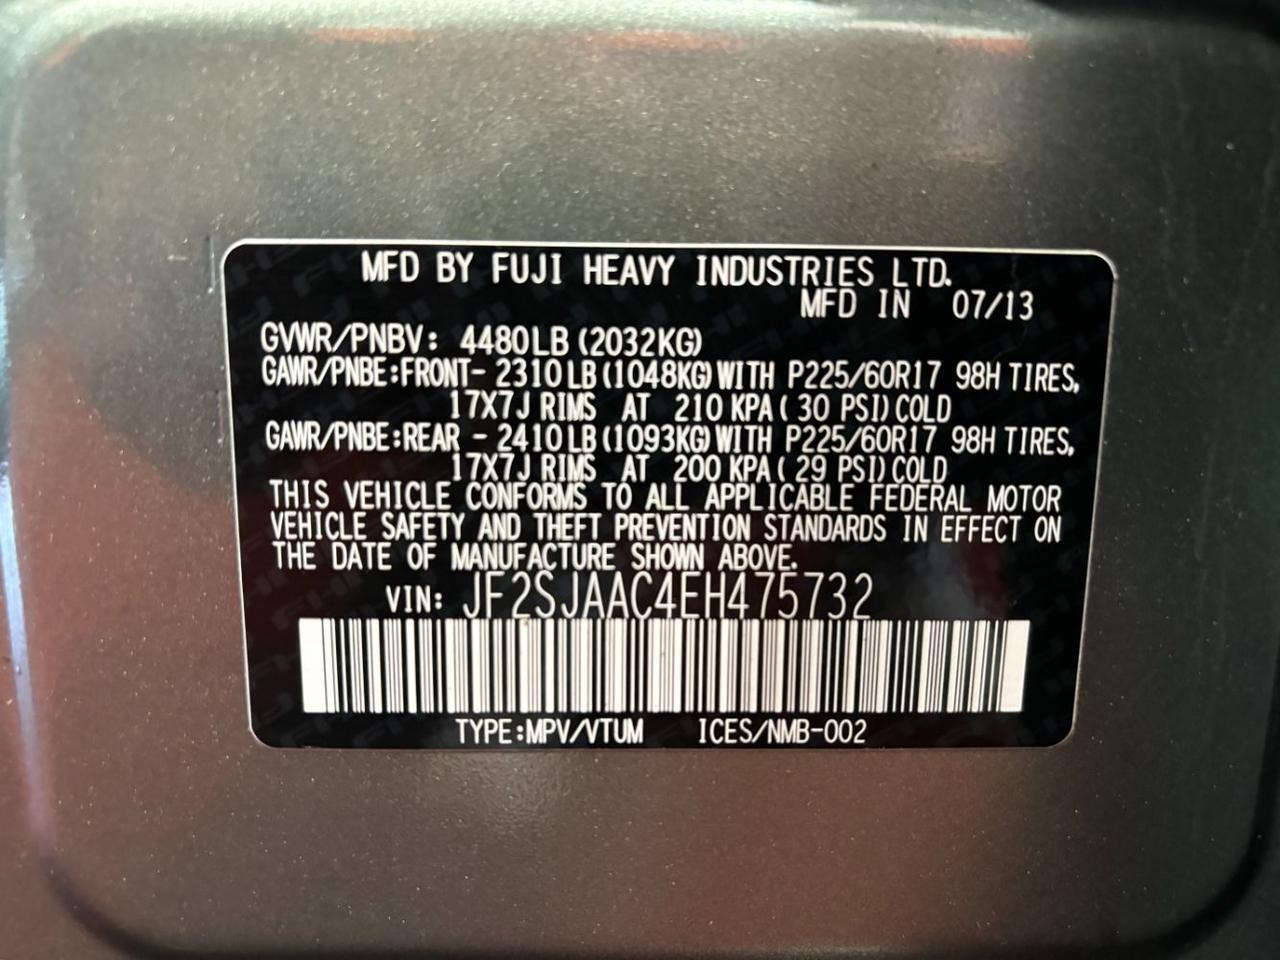 MFD BY FUJI HEAVY INDUSTRIES LTD.
MFD IN 07/13
GVWR/PNBV: 4480LB (2032KG)
GAWR/PNBE:FRONT- 2310LB (1048KG) WITH P225/60R17 98H TIRES,
17X7J RIMS AT 210 KPA ( 30 PSI) COLD
GAWR/PNBE:REAR - 2410LB (1093KG) WITH P225/60R17 98H TIRES,
17X7J RIMS AT 200 KPA ( 29 PSI) COLD
THIS VEHICLE CONFORMS TO ALL APPLICABLE FEDERAL MOTOR
VEHICLE SAFETY AND THEFT PREVENTION STANDARDS IN EFFECT ON
THE DATE OF MANUFACTURE SHOWN ABOVE.
VIN: JF2SJAAC4EH475732
TYPE:MPV/VTUM ICES/NMB-002